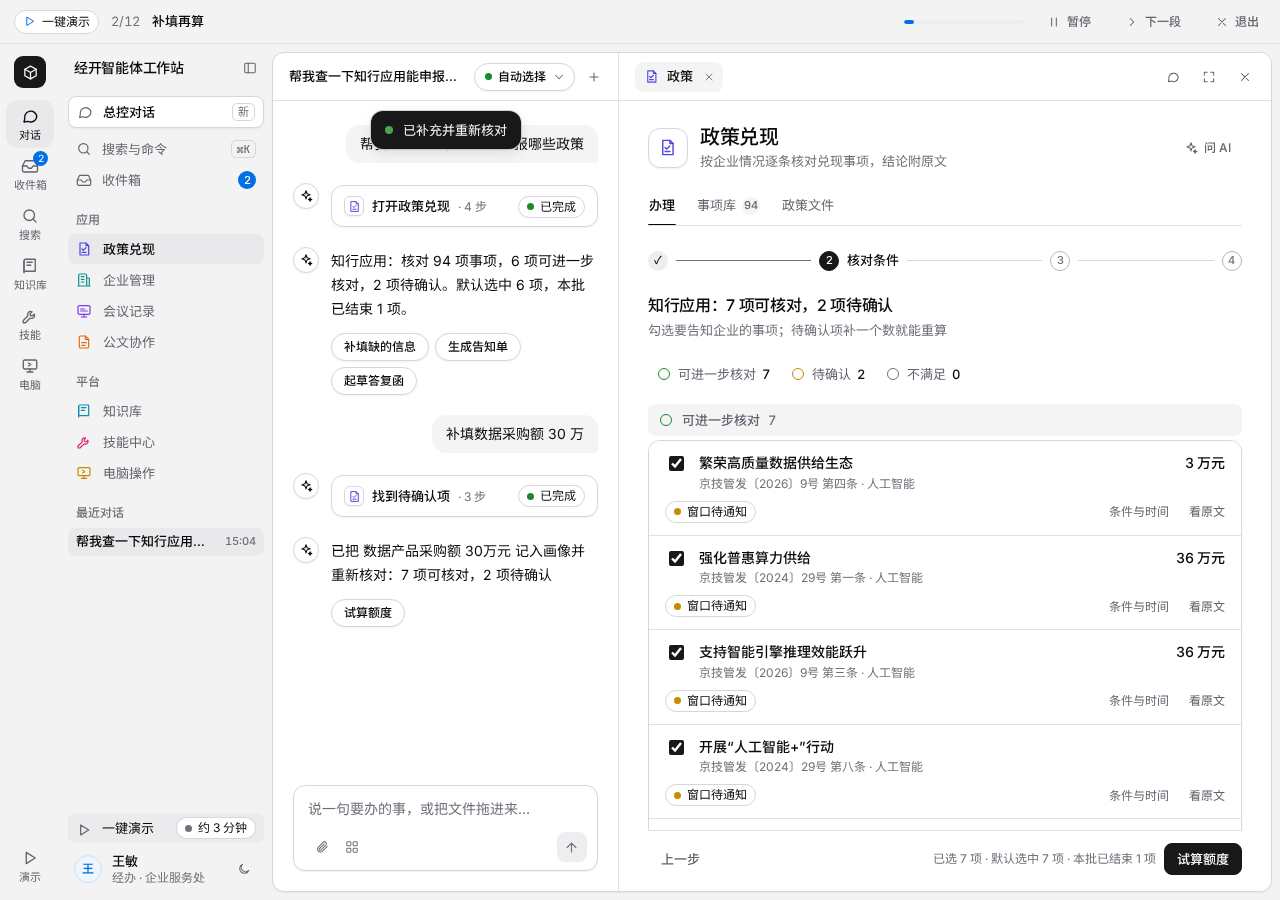 一键演示
2/12 补填再算
暂停
下一段
退出
经开智能体工作站
对话
2
收件箱
搜索
知识库
技能
电脑
演示
总控对话 新
搜索与命令 ⌘K
收件箱 2
应用
政策兑现
企业管理
会议记录
公文协作
平台
知识库
技能中心
电脑操作
最近对话
帮我查一下知行应用... 15:04
一键演示 约 3 分钟
王
王敏
经办 · 企业服务处
帮我查一下知行应用能申报... 自动选择
已补充并重新核对
报哪些政策
打开政策兑现 · 4 步 已完成
知行应用：核对 94 项事项，6 项可进一步
核对，2 项待确认。默认选中 6 项，本批
已结束 1 项。
补填缺的信息 生成告知单
起草答复函
补填数据采购额 30 万
找到待确认项 · 3 步 已完成
已把 数据产品采购额 30万元 记入画像并
重新核对：7 项可核对，2 项待确认
试算额度
说一句要办的事，或把文件拖进来...
政策
政策兑现
按企业情况逐条核对兑现事项，结论附原文
问 AI
办理 事项库 94 政策文件
✓ 2 核对条件 3 4
知行应用：7 项可核对，2 项待确认
勾选要告知企业的事项；待确认项补一个数就能重算
可进一步核对 7 待确认 2 不满足 0
可进一步核对 7
繁荣高质量数据供给生态 3 万元
京技管发〔2026〕9号 第四条 · 人工智能
窗口待通知 条件与时间 看原文
强化普惠算力供给 36 万元
京技管发〔2024〕29号 第一条 · 人工智能
窗口待通知 条件与时间 看原文
支持智能引擎推理效能跃升 36 万元
京技管发〔2026〕9号 第三条 · 人工智能
窗口待通知 条件与时间 看原文
开展“人工智能+”行动
京技管发〔2024〕29号 第八条 · 人工智能
窗口待通知 条件与时间 看原文
上一步
已选 7 项 · 默认选中 7 项 · 本批已结束 1 项
试算额度